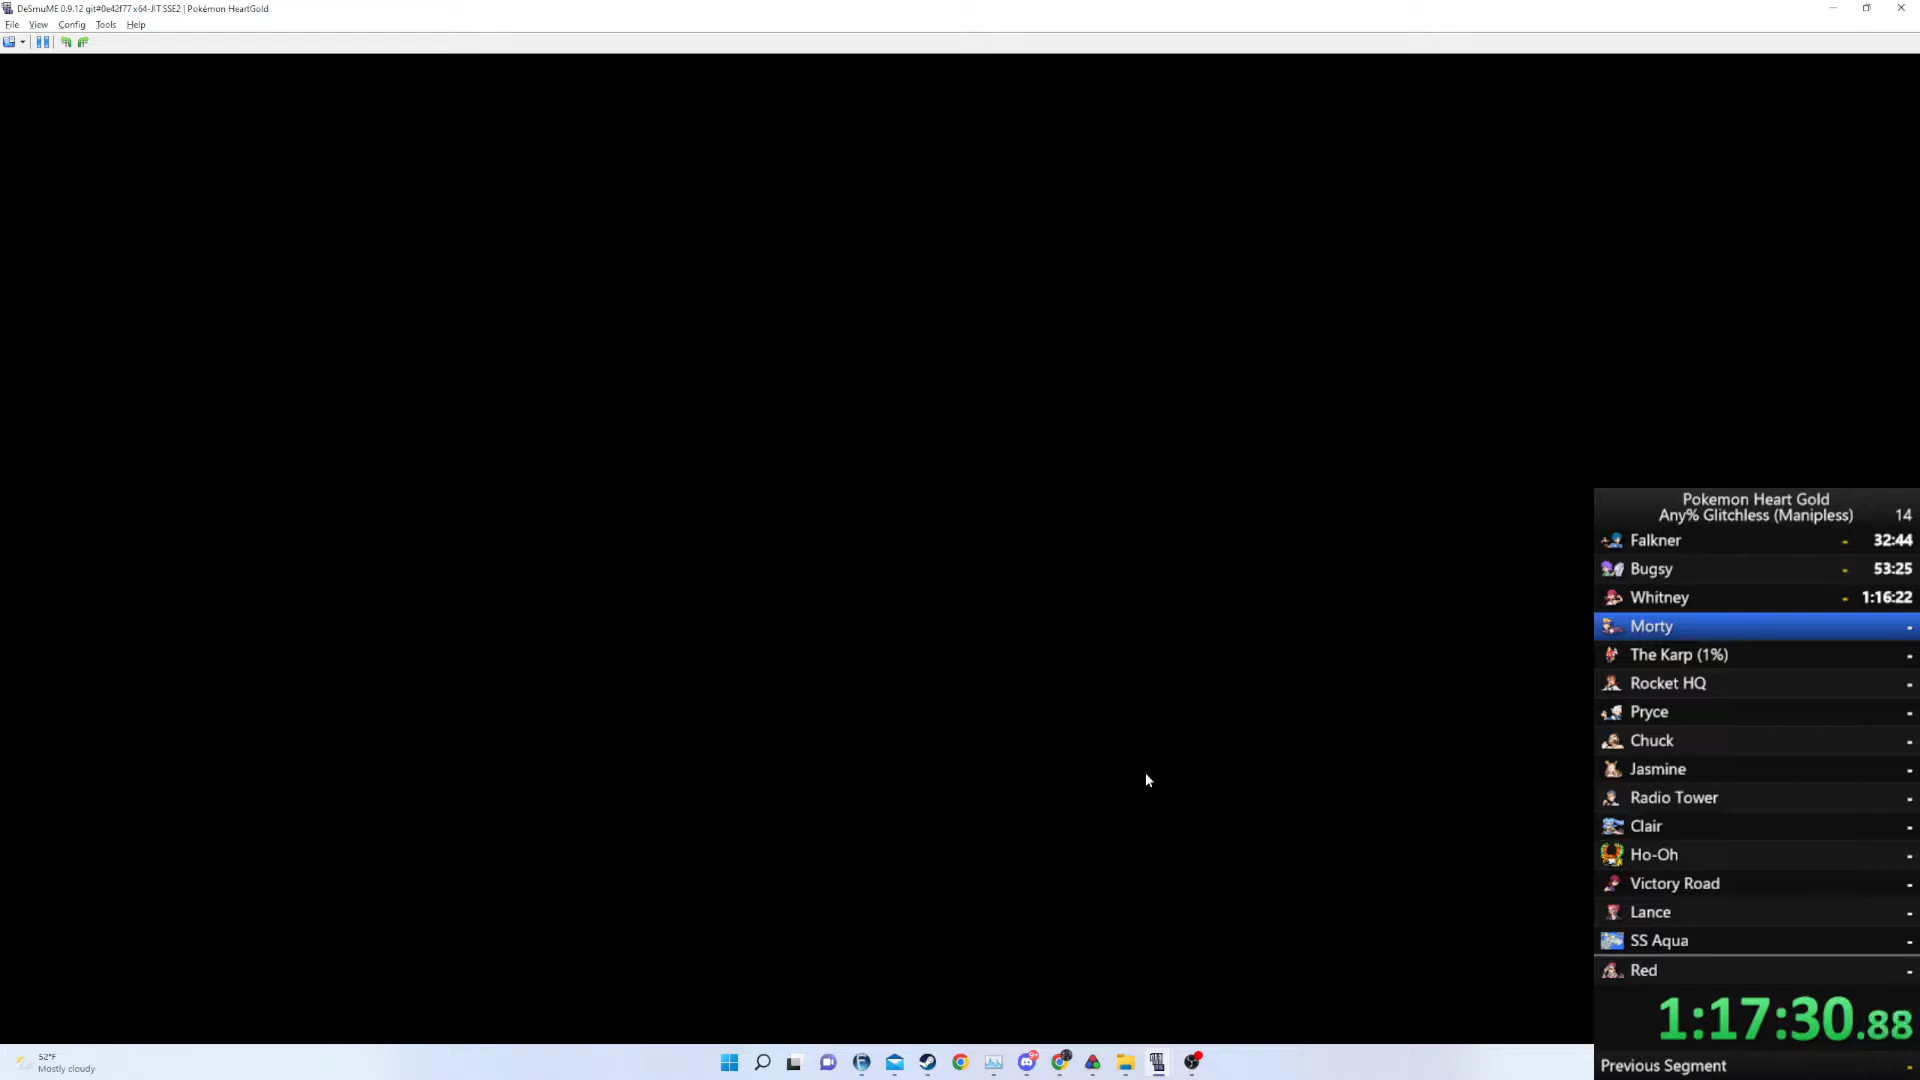 DeSmuME 0.9.12 git#0e42f77 x64-JIT SSE2 | Pokémon HeartGold
File View Config Tools Help
Pokemon Heart Gold
Any% Glitchless (Manipless) 14
Falkner - 32:44
Bugsy - 53:25
Whitney - 1:16:22
Morty -
The Karp (1%) -
Rocket HQ -
Pryce -
Chuck -
Jasmine -
Radio Tower -
Clair -
Ho-Oh -
Victory Road -
Lance -
SS Aqua -
Red -
1:17:30.88
Previous Segment -
52°F
Mostly cloudy